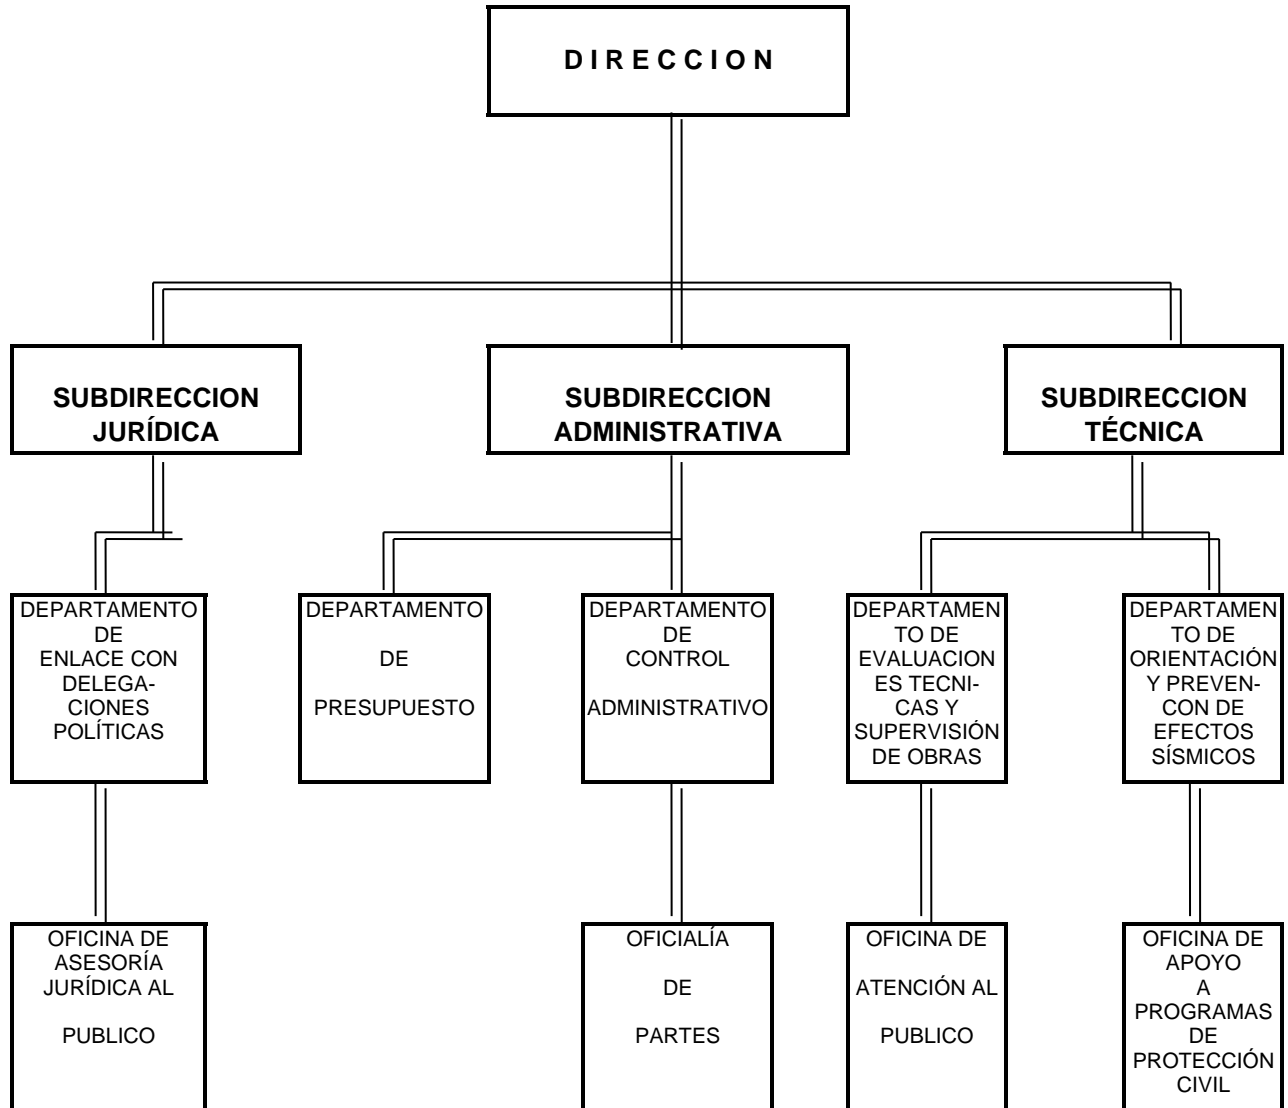 D I R E C C I O N
SUBDIRECCION
JURÍDICA
SUBDIRECCION
ADMINISTRATIVA
SUBDIRECCION
TÉCNICA
DEPARTAMENTO
DE
ENLACE CON
DELEGA-
CIONES
POLÍTICAS
DEPARTAMENTO
DE
PRESUPUESTO
DEPARTAMENTO
DE
CONTROL
ADMINISTRATIVO
DEPARTAMEN
TO DE
EVALUACION
ES TECNI-
CAS Y
SUPERVISIÓN
DE OBRAS
DEPARTAMEN
TO DE
ORIENTACIÓN
Y PREVEN-
CON DE
EFECTOS
SÍSMICOS
OFICINA DE
ASESORÍA
JURÍDICA AL
PUBLICO
OFICIALÍA
DE
PARTES
OFICINA DE
ATENCIÓN AL
PUBLICO
OFICINA DE
APOYO
A
PROGRAMAS
DE
PROTECCIÓN
CIVIL